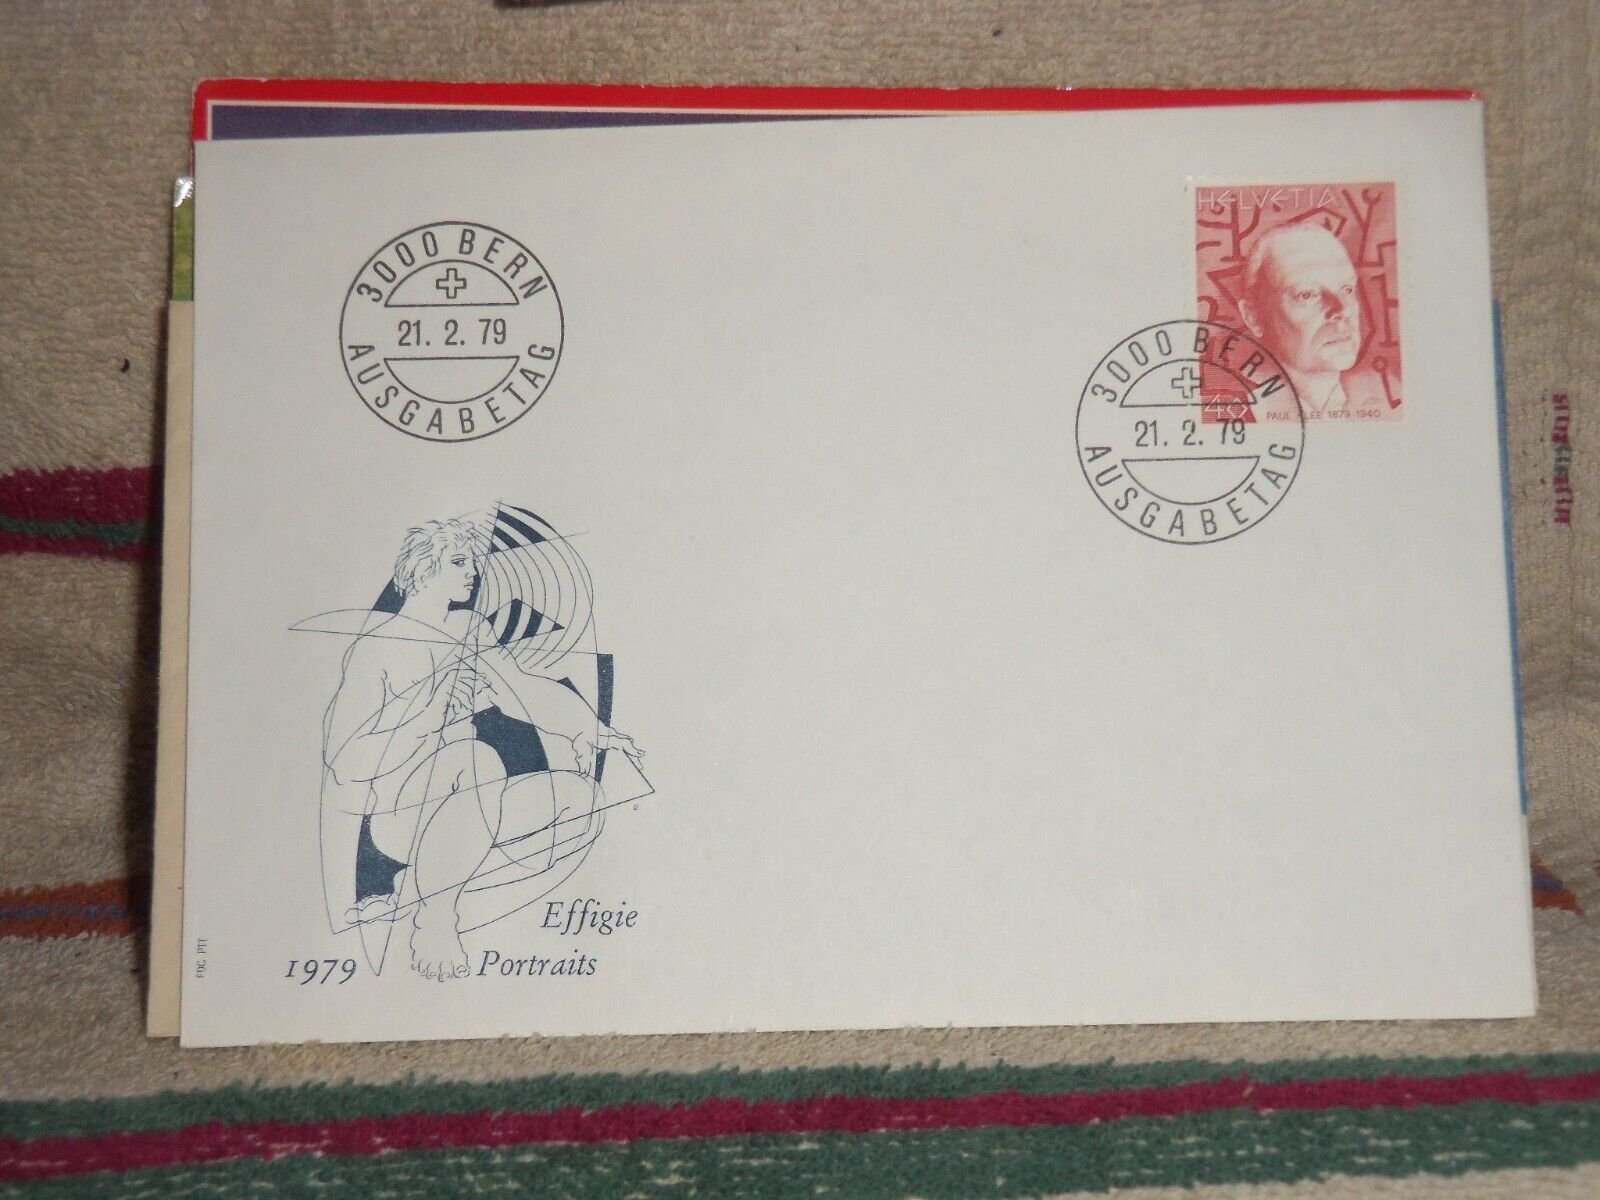 HELVETIA
40
PAUL KLEE 1879-1940
3000 BERN
21. 2. 79
AUSGABETAG
3000 BERN
21. 2. 79
AUSGABETAG
Effigie
1979 Portraits
FDC PTT